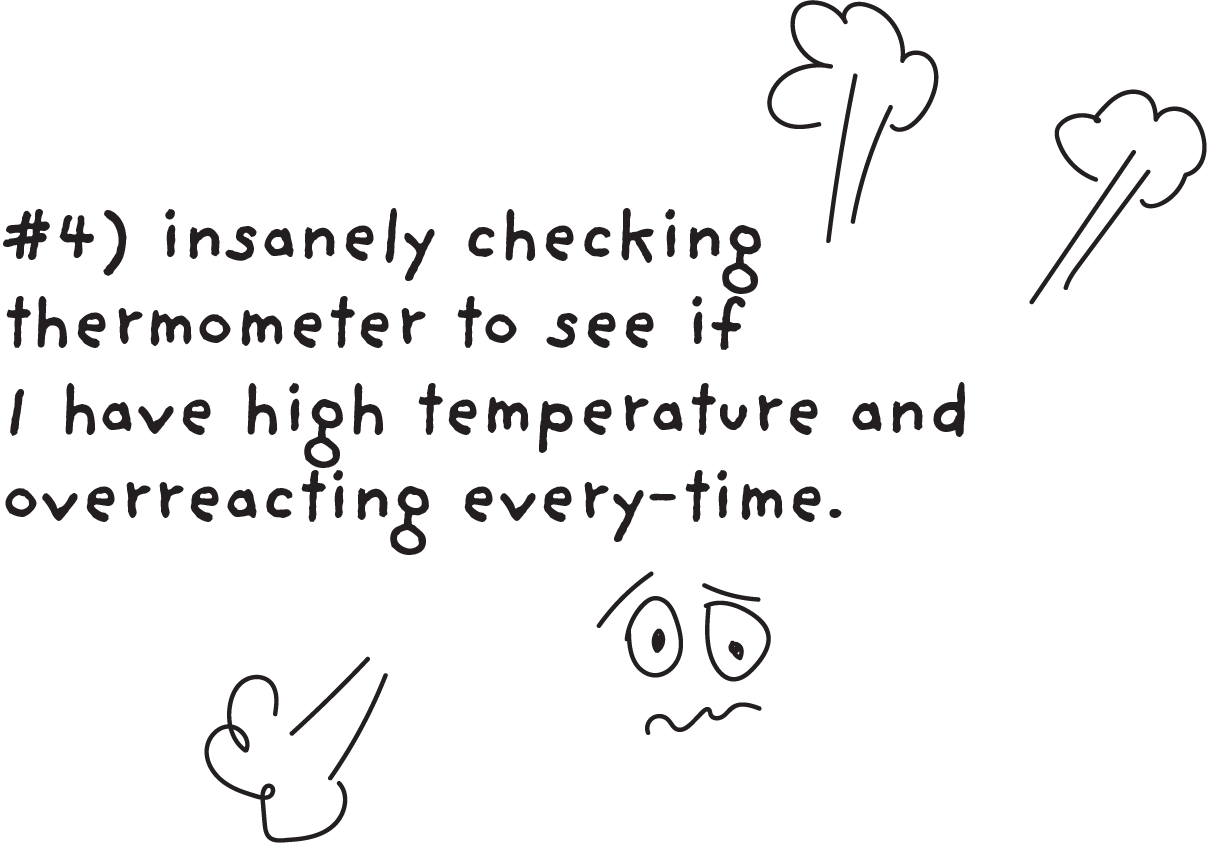 #4) insanely checking
thermometer to see if
I have high temperature and
overreacting every-time.